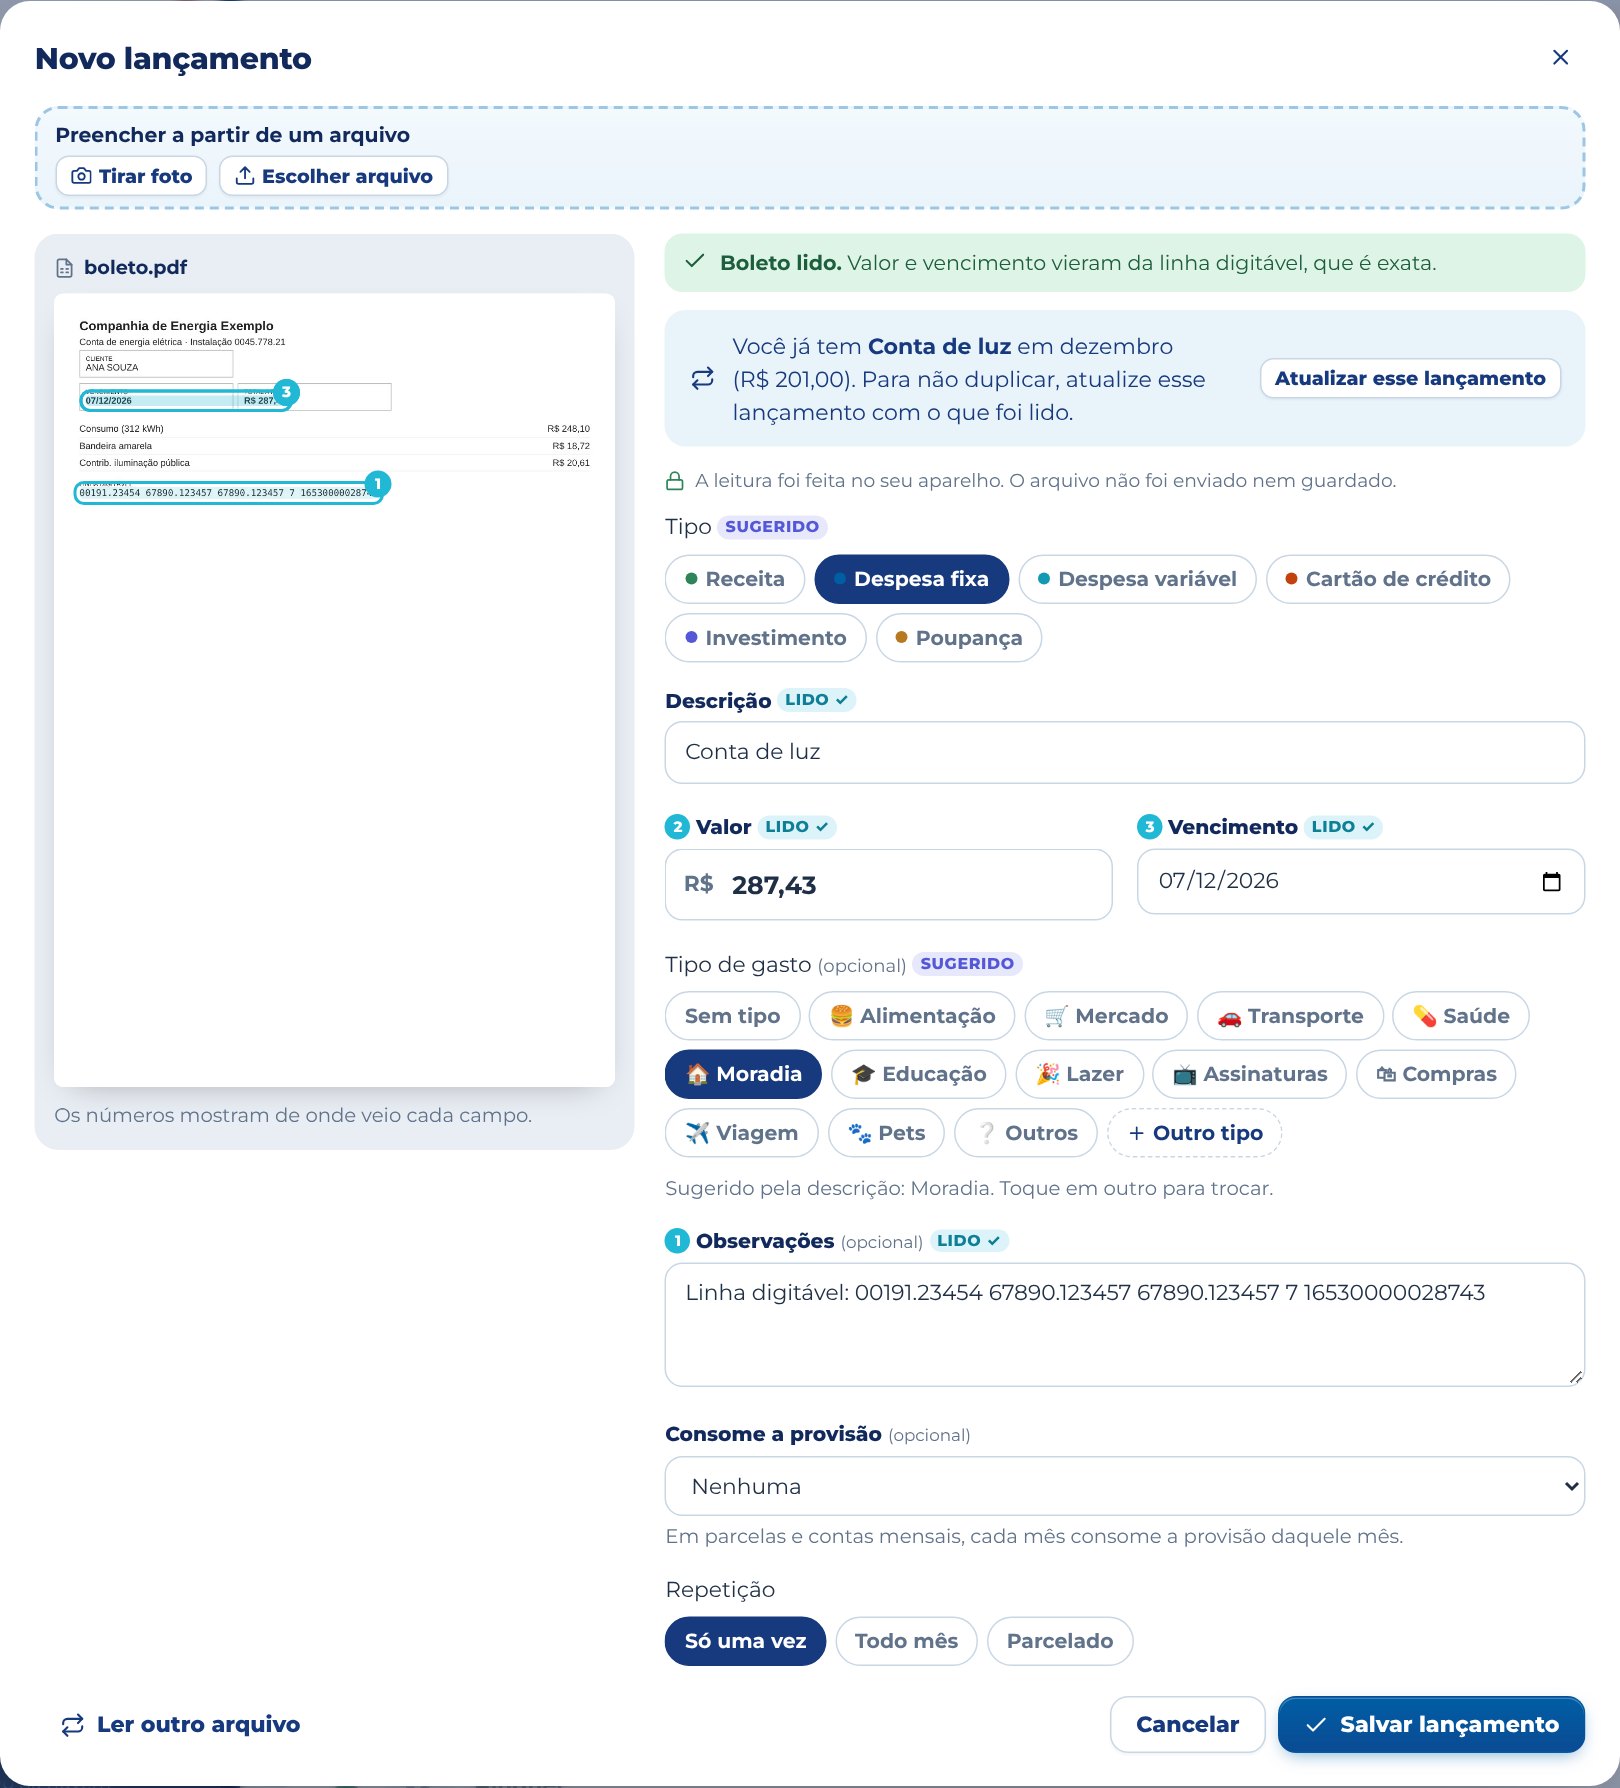 Novo lançamento
Preencher a partir de um arquivo
Tirar foto
Escolher arquivo
boleto.pdf
Companhia de Energia Exemplo
Conta de energia elétrica - Instalação 0045.778.21
CLIENTE
ANA SOUZA
07/12/2026
R$ 287,
3
Consumo (312 kWh) R$ 248,10
Bandeira amarela R$ 18,72
Contrib. iluminação pública R$ 20,61
1
00191.23454 67890.123457 67890.123457 7 1653000002874
Os números mostram de onde veio cada campo.
Boleto lido. Valor e vencimento vieram da linha digitável, que é exata.
Você já tem Conta de luz em dezembro
(R$ 201,00). Para não duplicar, atualize esse
lançamento com o que foi lido.
Atualizar esse lançamento
A leitura foi feita no seu aparelho. O arquivo não foi enviado nem guardado.
Tipo SUGERIDO
Receita
Despesa fixa
Despesa variável
Cartão de crédito
Investimento
Poupança
Descrição LIDO ✓
Conta de luz
2 Valor LIDO ✓
R$ 287,43
3 Vencimento LIDO ✓
07/12/2026
Tipo de gasto (opcional) SUGERIDO
Sem tipo
Alimentação
Mercado
Transporte
Saúde
Moradia
Educação
Lazer
Assinaturas
Compras
Viagem
Pets
Outros
+ Outro tipo
Sugerido pela descrição: Moradia. Toque em outro para trocar.
1 Observações (opcional) LIDO ✓
Linha digitável: 00191.23454 67890.123457 67890.123457 7 16530000028743
Consome a provisão (opcional)
Nenhuma
Em parcelas e contas mensais, cada mês consome a provisão daquele mês.
Repetição
Só uma vez
Todo mês
Parcelado
Ler outro arquivo
Cancelar
Salvar lançamento